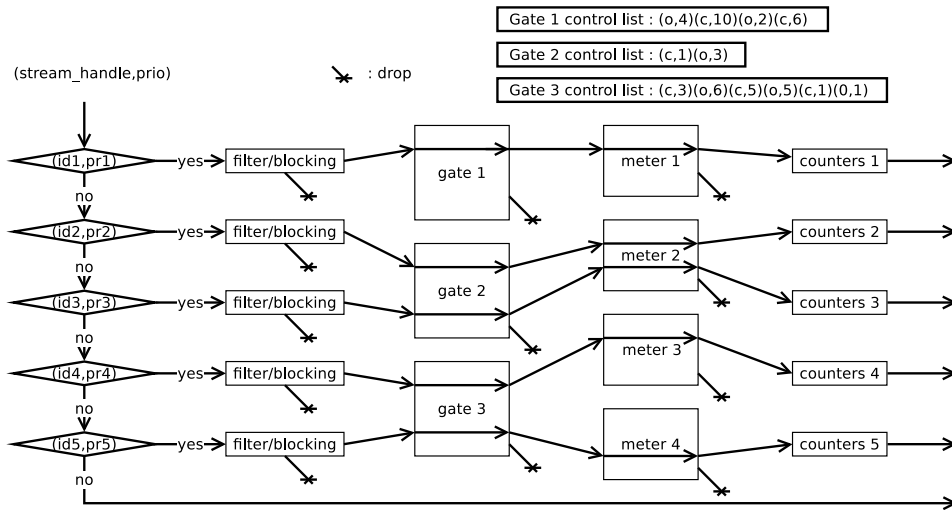 Gate 1 control list : (o,4)(c,10)(o,2)(c,6)
Gate 2 control list : (c,1)(o,3)
(stream_handle,prio)
: drop
Gate 3 control list : (c,3)(o,6)(c,5)(o,5)(c,1)(0,1)
(id1,pr1)
yes
filter/blocking
gate 1
meter 1
counters 1
no
(id2,pr2)
yes
filter/blocking
counters 2
meter 2
no
gate 2
(id3,pr3)
yes
filter/blocking
counters 3
no
meter 3
(id4,pr4)
yes
filter/blocking
counters 4
gate 3
no
(id5,pr5)
yes
filter/blocking
meter 4
counters 5
no